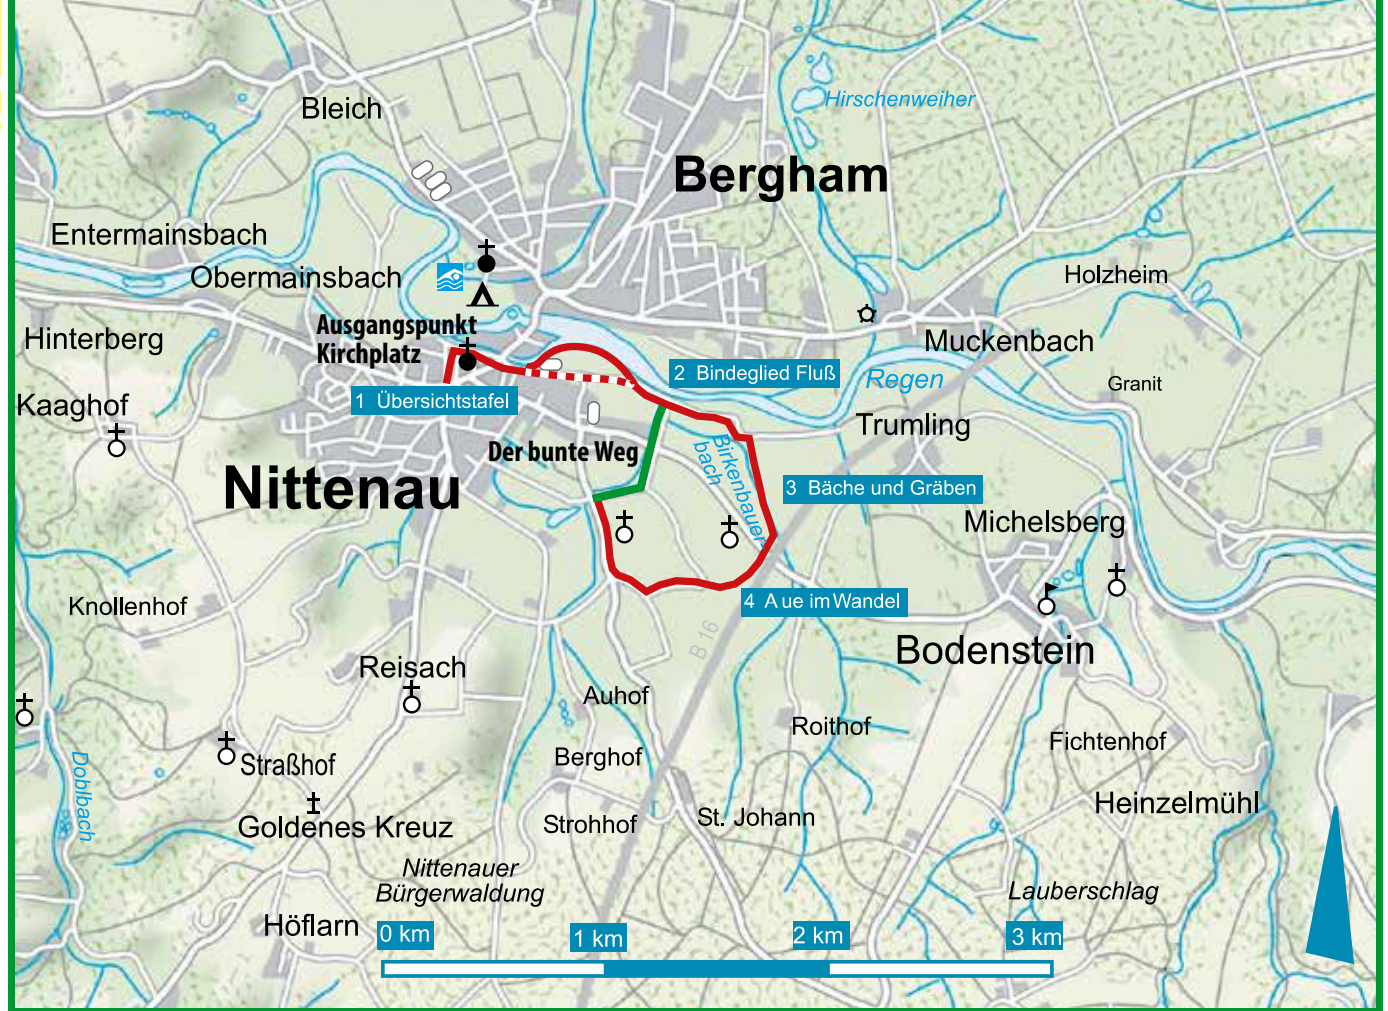 Bleich
Hirschenweiher
Bergham
Entermainsbach
Obermainsbach
Holzheim
Hinterberg
Ausgangspunkt
Kirchplatz
Muckenbach
2 Bindeglied Fluß
Regen
Granit
Kaaghof
1 Übersichtstafel
Trumling
Der bunte Weg
Birkenbauer-
bach
Nittenau
3 Bäche und Gräben
Michelsberg
Knollenhof
4 Aue im Wandel
B 16
Bodenstein
Reisach
Auhof
Roithof
Fichtenhof
Straßhof
Berghof
Doblbach
Heinzelmühl
Goldenes Kreuz
Strohhof
St. Johann
Nittenauer
Bürgerwaldung
Lauberschlag
Höflarn
0 km
1 km
2 km
3 km